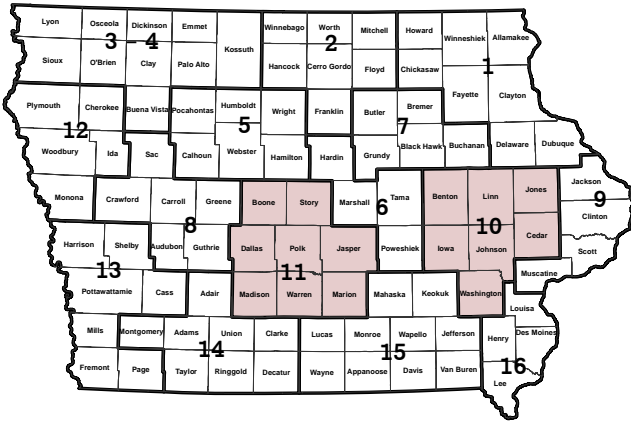 Lyon Osceola Dickinson Emmet Winnebago Worth Mitchell Howard Winneshiek Allamakee
3 - 4 Kossuth 2 1
Sioux O'Brien Clay Palo Alto Hancock Cerro Gordo Floyd Chickasaw
Fayette Clayton
Plymouth Cherokee Buena Vista Pocahontas Humboldt Wright Franklin Butler Bremer
12 5 7
Woodbury Ida Sac Calhoun Webster Hamilton Hardin Grundy Black Hawk Buchanan Delaware Dubuque
Monona Crawford Carroll Greene Boone Story Marshall Tama Benton Linn Jones Jackson
8 6 10 9
Clinton
Harrison Shelby Audubon Guthrie Dallas Polk Jasper Poweshiek Iowa Johnson Cedar Scott
13 11
Muscatine
Pottawattamie Cass Adair Madison Warren Marion Mahaska Keokuk Washington Louisa
Mills Montgomery Adams Union Clarke Lucas Monroe Wapello Jefferson Henry Des Moines
14 15 16
Fremont Page Taylor Ringgold Decatur Wayne Appanoose Davis Van Buren Lee